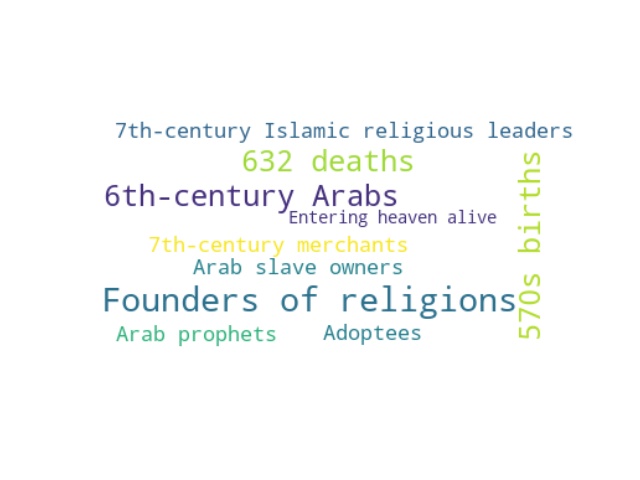 7th-century Islamic religious leaders
632 deaths
6th-century Arabs
Entering heaven alive
7th-century merchants
Arab slave owners
Founders of religions
Arab prophets
Adoptees
570s births